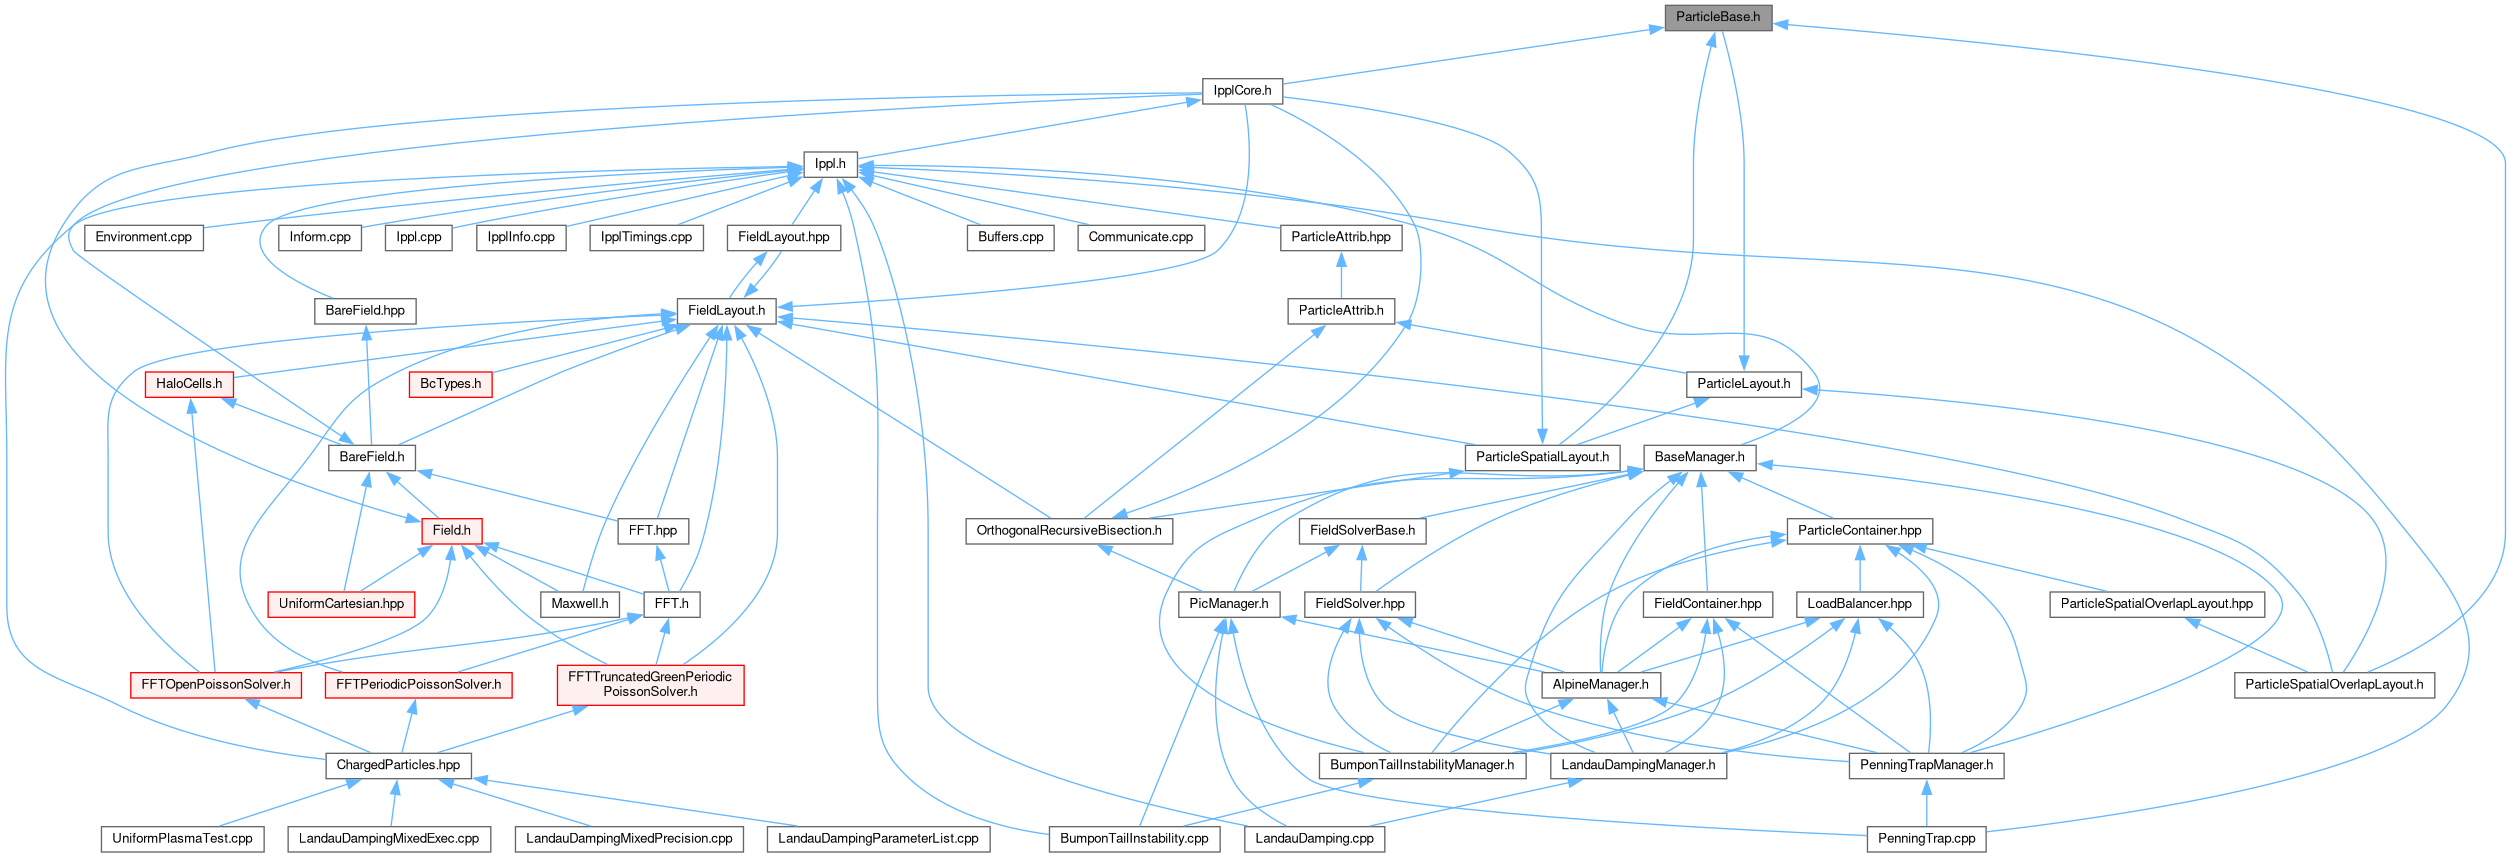 ParticleBase.h
IpplCore.h
Ippl.h
Environment.cpp
Inform.cpp
Ippl.cpp
IpplInfo.cpp
IpplTimings.cpp
FieldLayout.hpp
Buffers.cpp
Communicate.cpp
ParticleAttrib.hpp
BareField.hpp
FieldLayout.h
ParticleAttrib.h
HaloCells.h
BcTypes.h
ParticleLayout.h
BareField.h
ParticleSpatialLayout.h
BaseManager.h
Field.h
FFT.hpp
OrthogonalRecursiveBisection.h
FieldSolverBase.h
ParticleContainer.hpp
UniformCartesian.hpp
Maxwell.h
FFT.h
PicManager.h
FieldSolver.hpp
FieldContainer.hpp
LoadBalancer.hpp
ParticleSpatialOverlapLayout.hpp
FFTOpenPoissonSolver.h
FFTPeriodicPoissonSolver.h
FFTTruncatedGreenPeriodic
PoissonSolver.h
AlpineManager.h
ParticleSpatialOverlapLayout.h
ChargedParticles.hpp
BumponTailInstabilityManager.h
LandauDampingManager.h
PenningTrapManager.h
UniformPlasmaTest.cpp
LandauDampingMixedExec.cpp
LandauDampingMixedPrecision.cpp
LandauDampingParameterList.cpp
BumponTailInstability.cpp
LandauDamping.cpp
PenningTrap.cpp